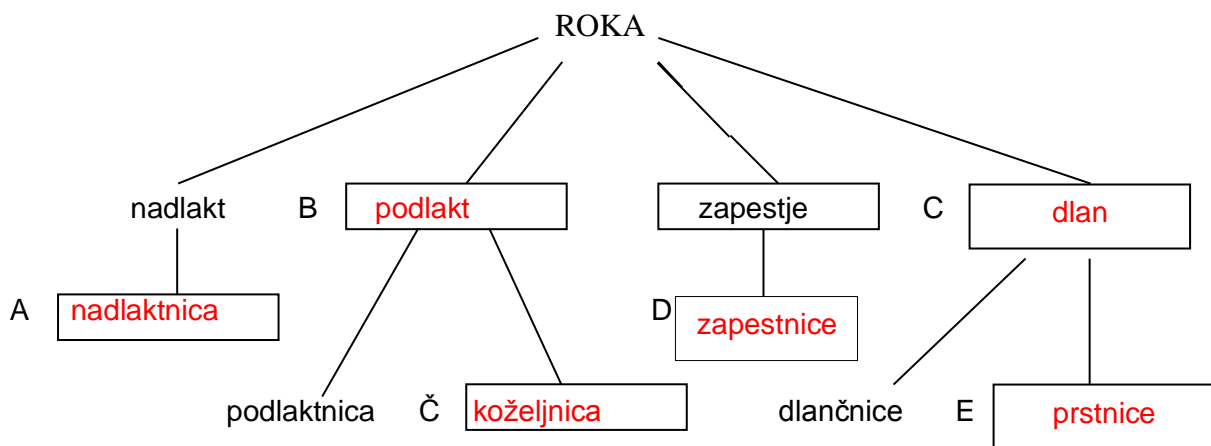 ROKA
nadlakt B podlakt zapestje C dlan
A nadlaktnica D zapestnice
podlaktnica Č koželjnica dlančnice E prstnice